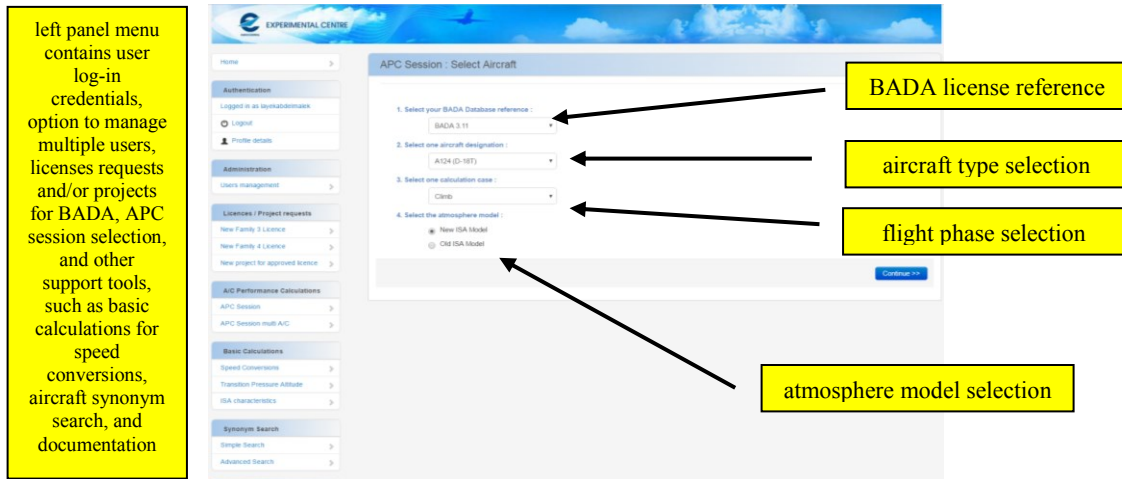 left panel menu
contains user
log-in
credentials,
option to manage
multiple users,
licenses requests
and/or projects
for BADA, APC
session selection,
and other
support tools,
such as basic
calculations for
speed
conversions,
aircraft synonym
search, and
documentation
EXPERIMENTAL CENTRE
Home
Authentication
Logged in as layekabdelmalek
Logout
Profile details
Administration
Users management
Licences / Project requests
New Family 3 Licence
New Family 4 Licence
New project for approved licence
A/C Performance Calculations
APC Session
APC Session multi A/C
Basic Calculations
Speed Conversions
Transition Pressure Altitude
ISA characteristics
Synonym Search
Simple Search
Advanced Search
APC Session : Select Aircraft
1. Select your BADA Database reference :
BADA 3.11
2. Select one aircraft designation :
A124 (D-18T)
3. Select one calculation case :
Climb
4. Select the atmosphere model :
New ISA Model
Old ISA Model
Continue >>
BADA license reference
aircraft type selection
flight phase selection
atmosphere model selection